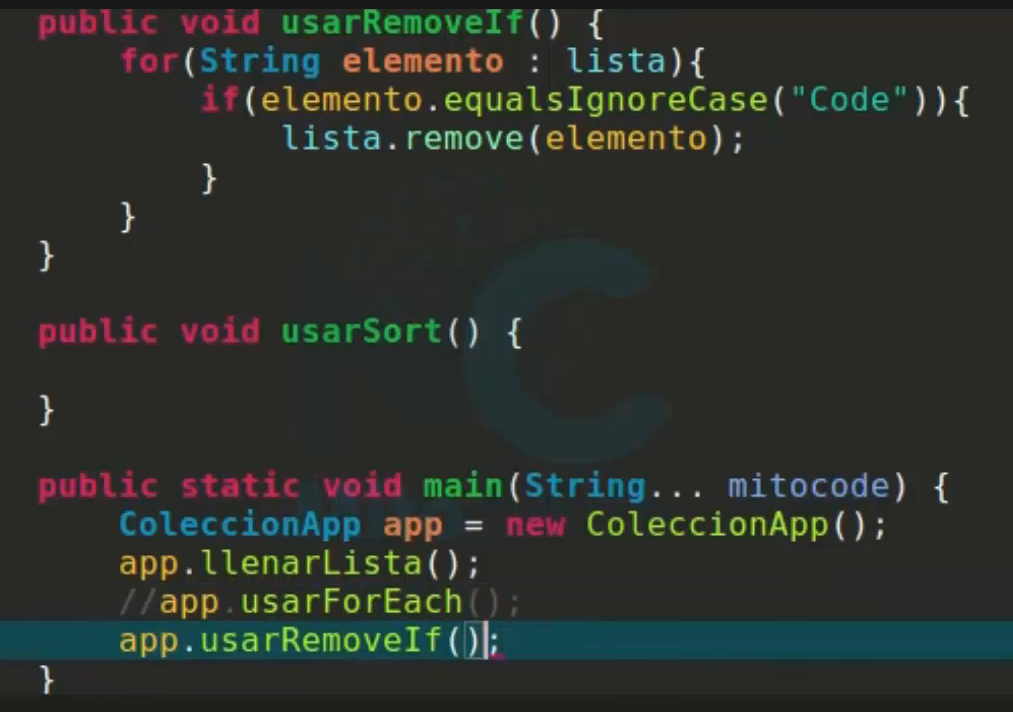 public void usarRemoveIf() {
    for(String elemento : lista){
        if(elemento.equalsIgnoreCase("Code")){
            lista.remove(elemento);
        }
    }
}

public void usarSort() {

}

public static void main(String... mitocode) {
    ColeccionApp app = new ColeccionApp();
    app.llenarLista();
    //app.usarForEach();
    app.usarRemoveIf();
}